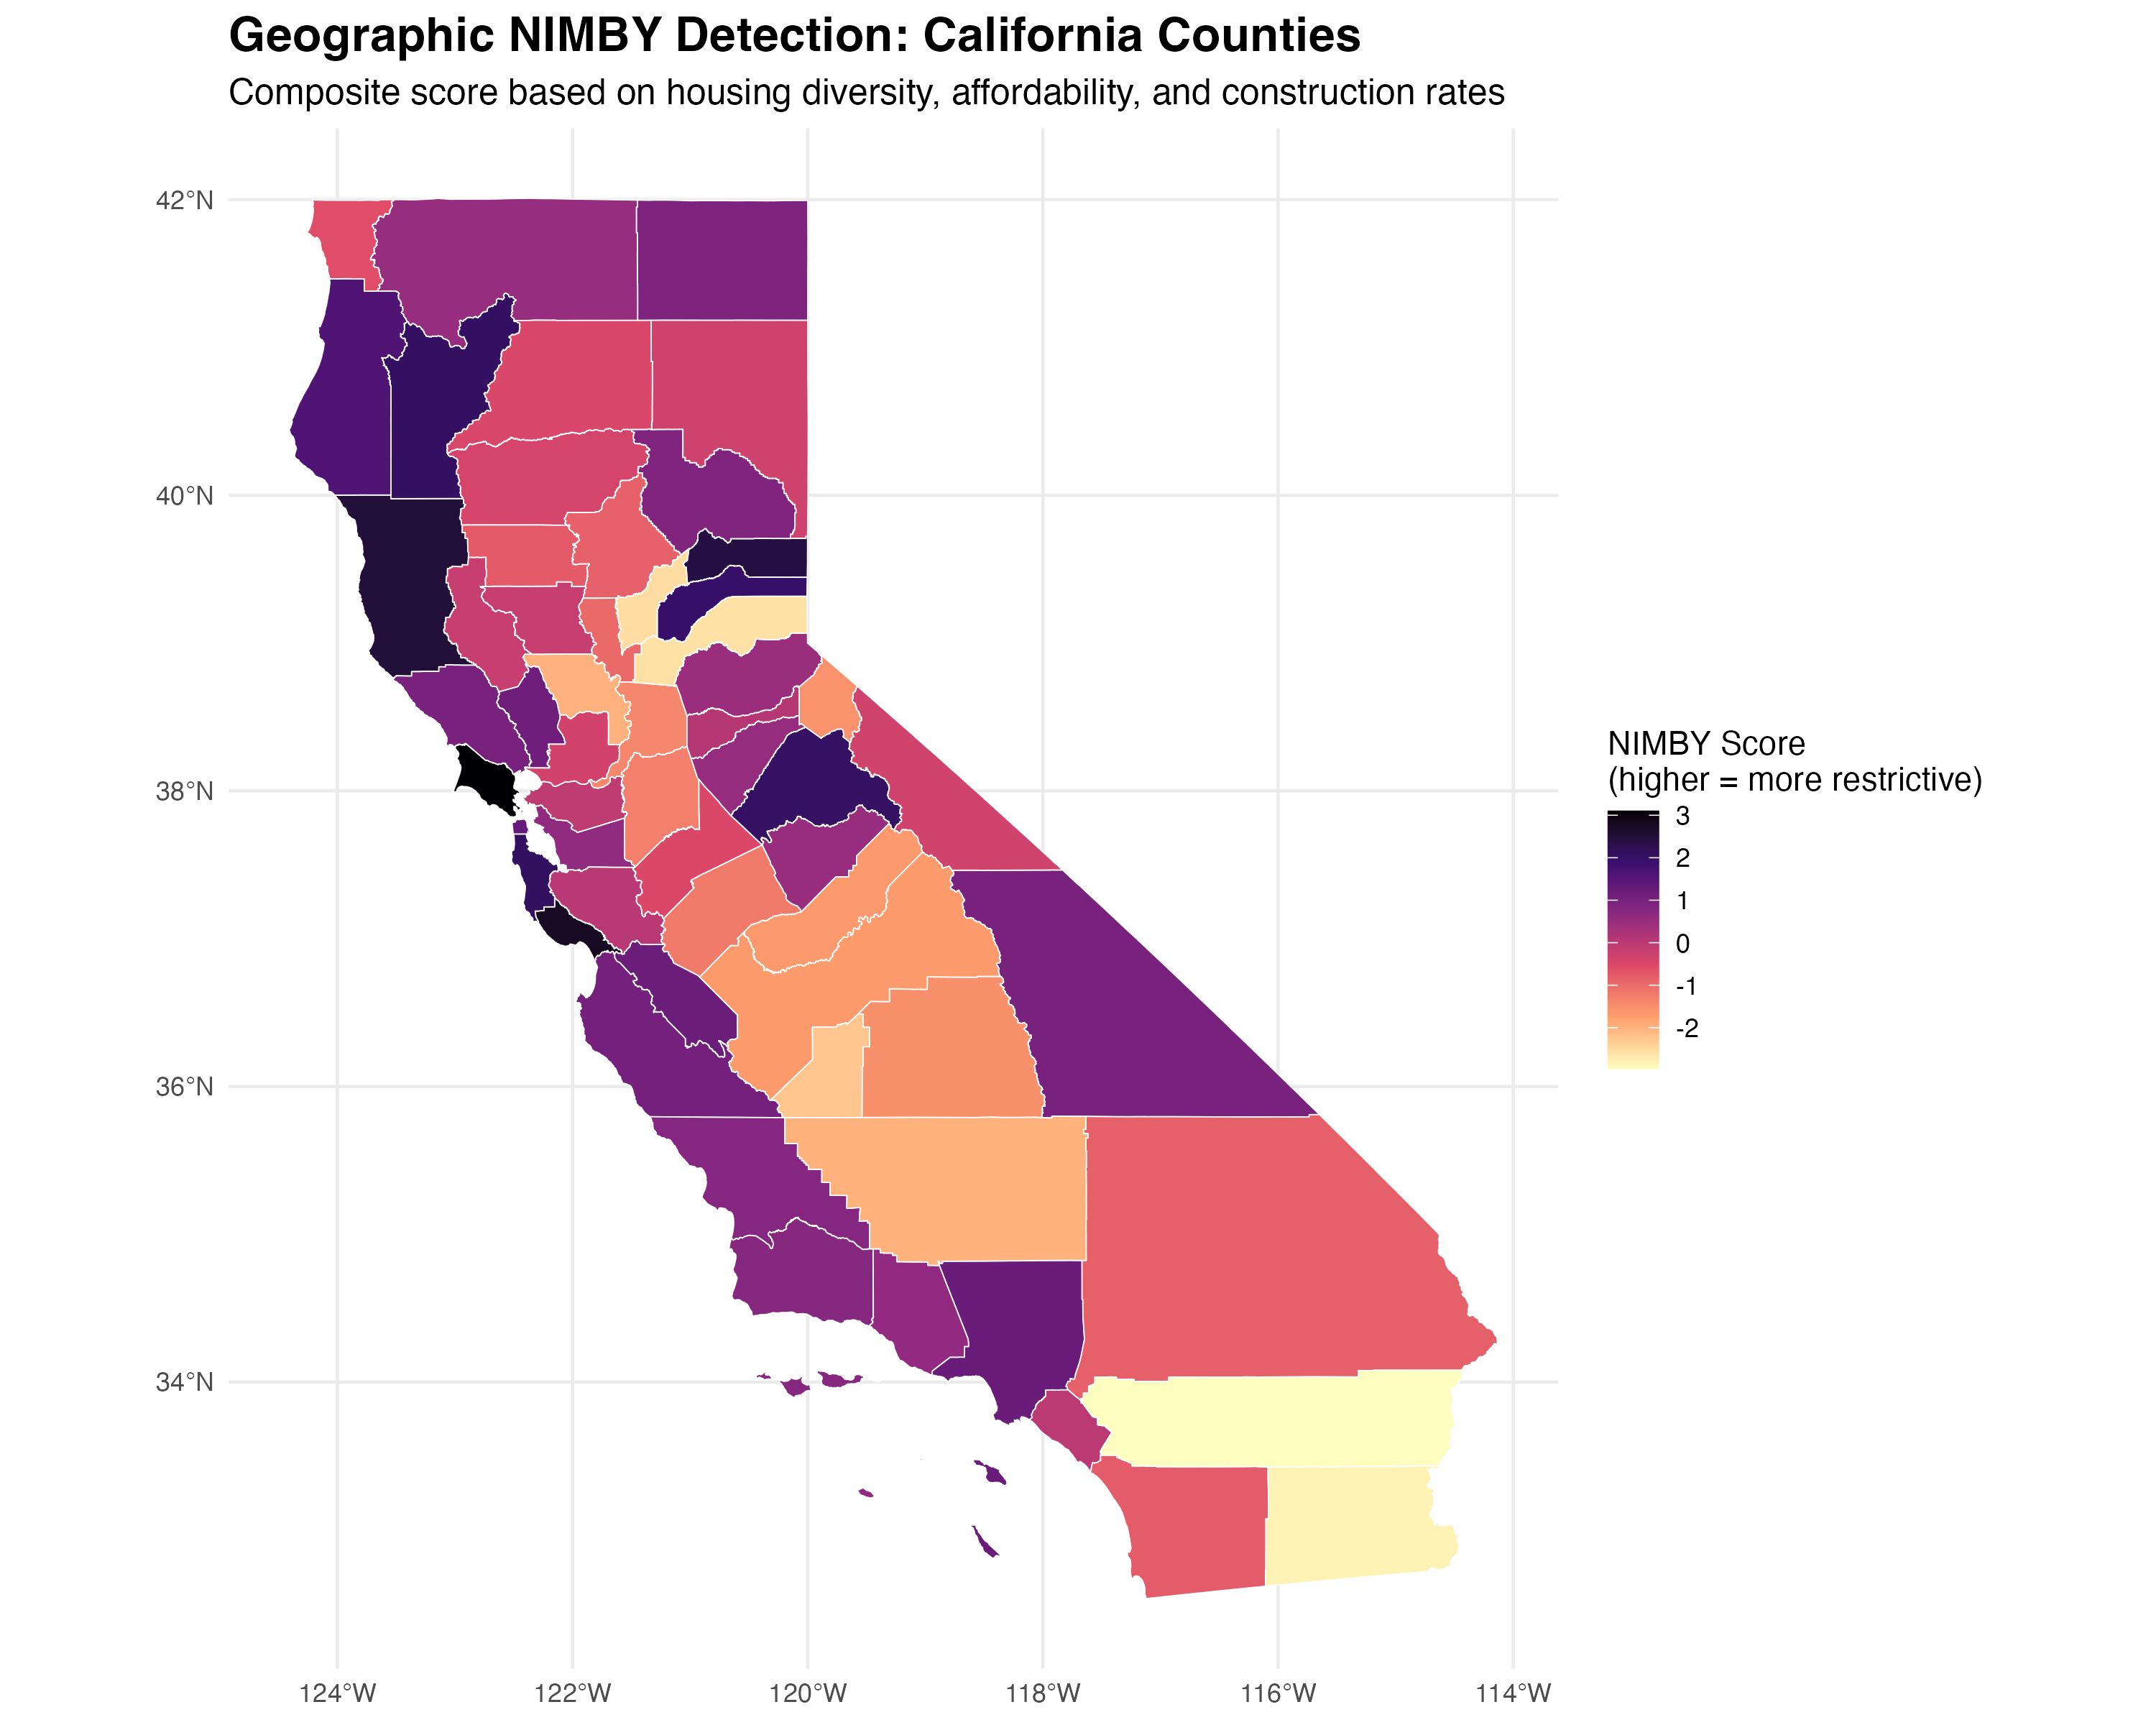 Geographic NIMBY Detection: California Counties
Composite score based on housing diversity, affordability, and construction rates
42°N
40°N
38°N
36°N
34°N
124°W
122°W
120°W
118°W
116°W
114°W
NIMBY Score
(higher = more restrictive)
3
2
1
0
-1
-2